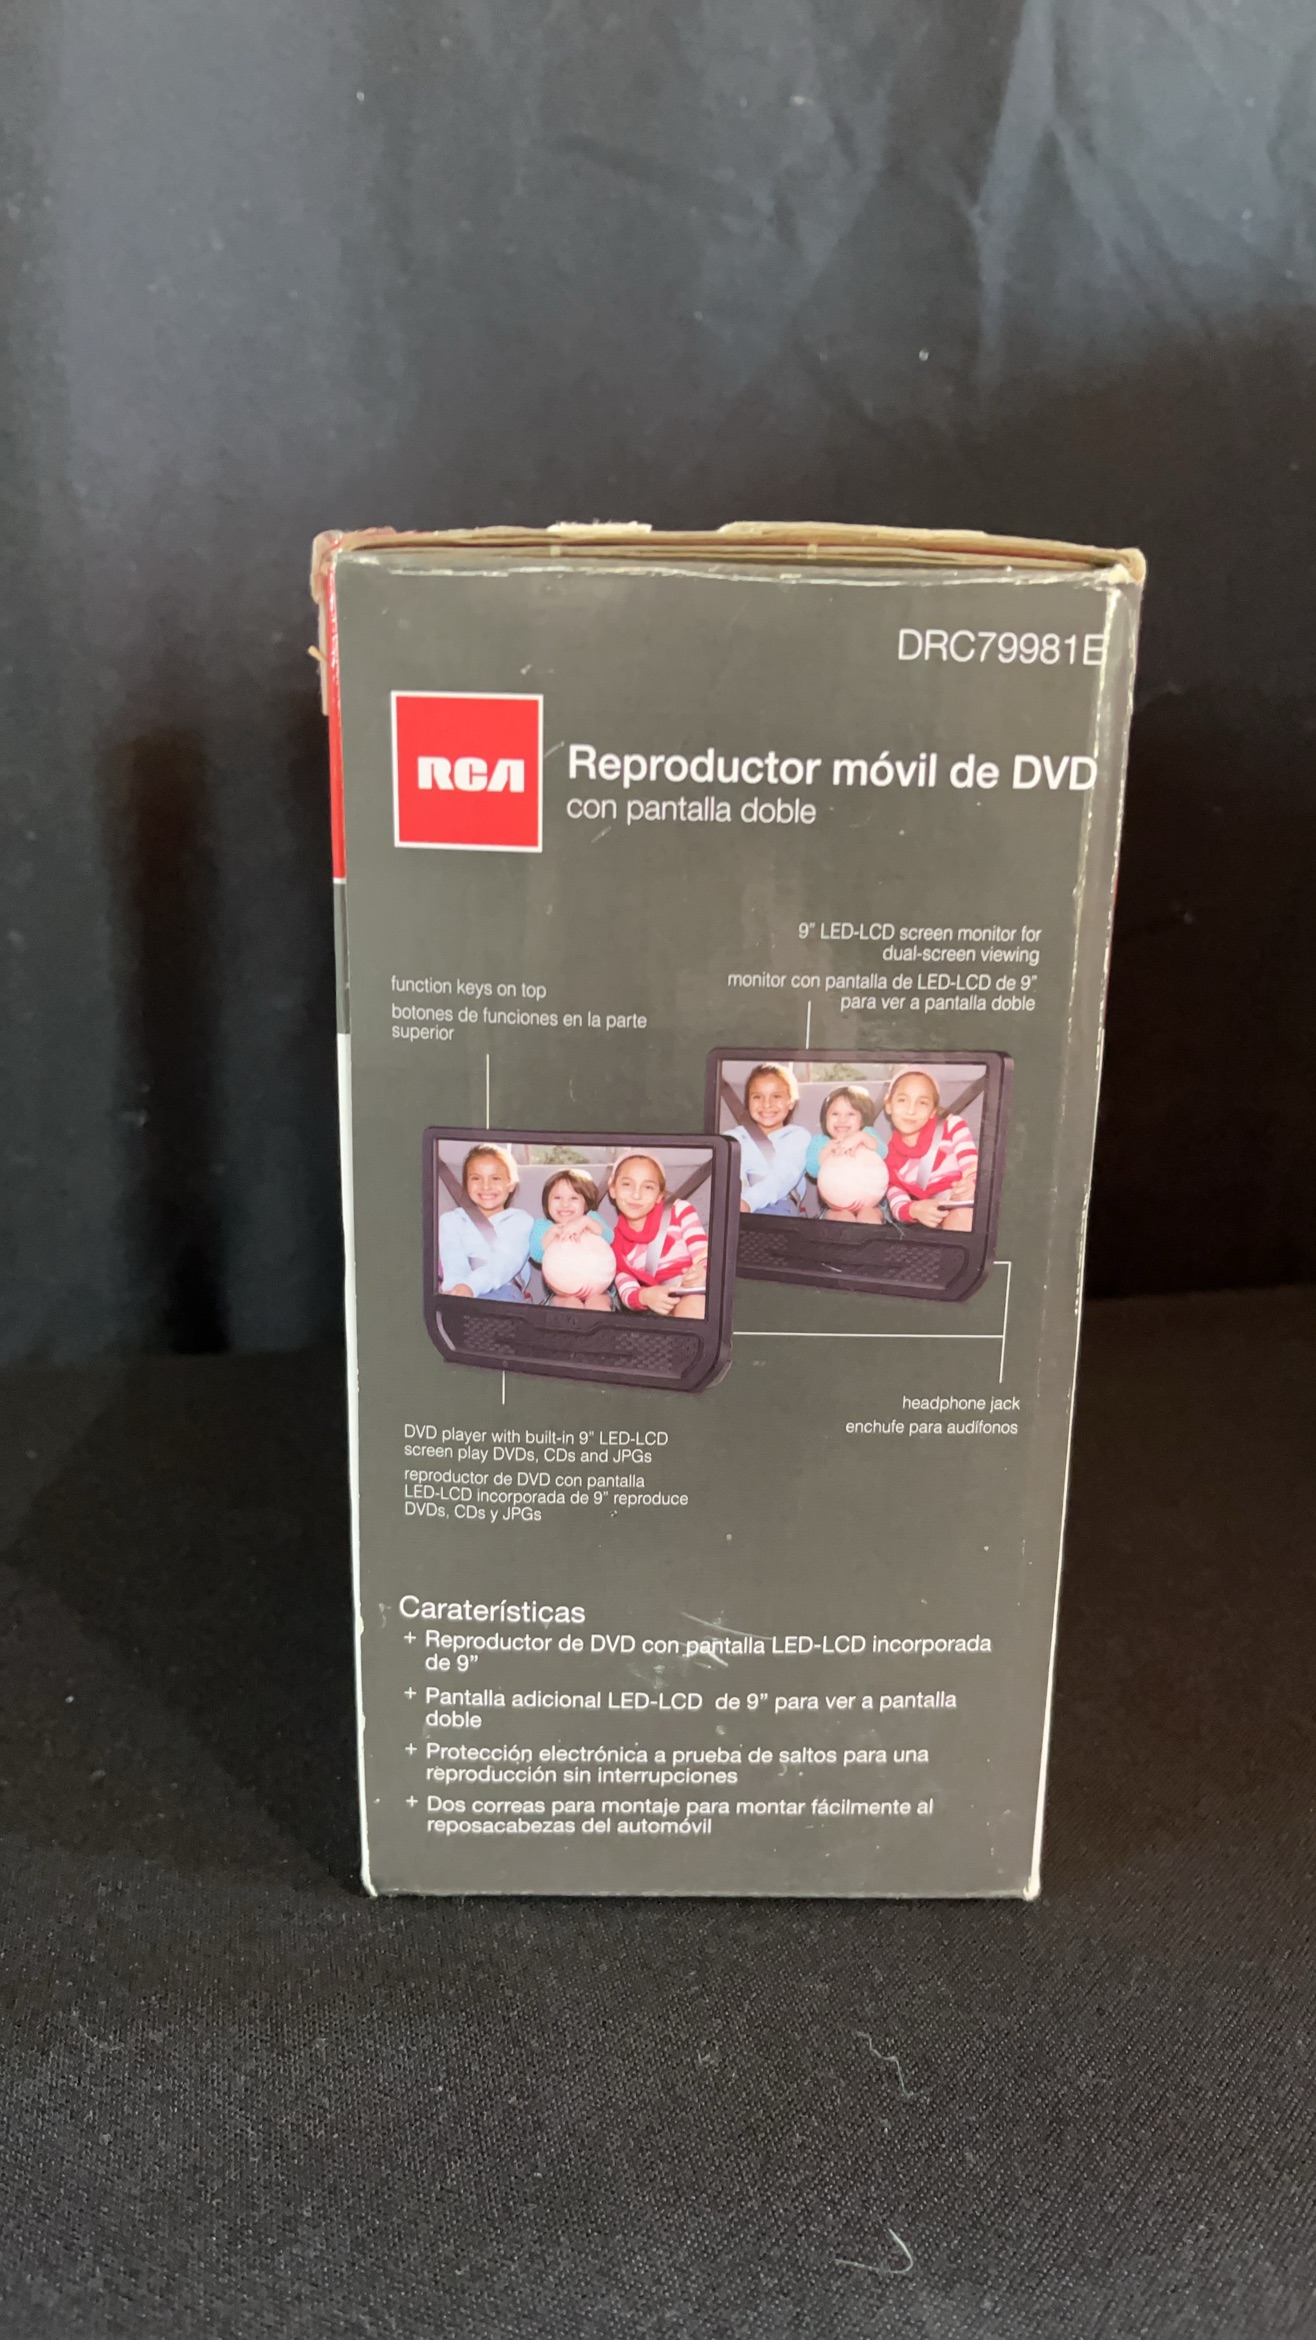 DRC79981E
RCA
Reproductor móvil de DVD
con pantalla doble
9" LED-LCD screen monitor for
dual-screen viewing
monitor con pantalla de LED-LCD de 9"
para ver a pantalla doble
function keys on top
botones de funciones en la parte
superior
headphone jack
enchufe para audífonos
DVD player with built-in 9" LED-LCD
screen play DVDs, CDs and JPGs
reproductor de DVD con pantalla
LED-LCD incorporada de 9" reproduce
DVDs, CDs y JPGs
Caraterísticas
+ Reproductor de DVD con pantalla LED-LCD incorporada
de 9"
+ Pantalla adicional LED-LCD de 9" para ver a pantalla
doble
+ Protección electrónica a prueba de saltos para una
reproducción sin interrupciones
+ Dos correas para montaje para montar fácilmente al
reposacabezas del automóvil